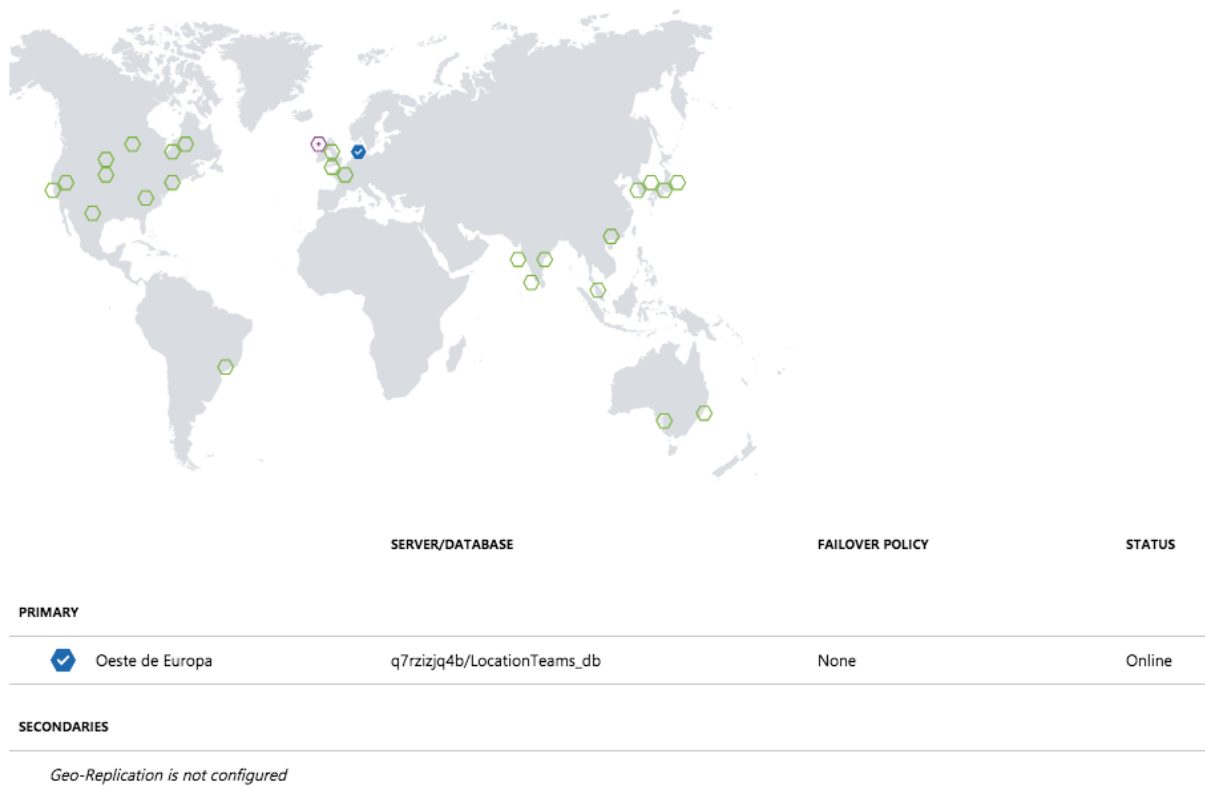 SERVER/DATABASE FAILOVER POLICY STATUS
PRIMARY
Oeste de Europa q7rzizjq4b/LocationTeams_db None Online
SECONDARIES
Geo-Replication is not configured